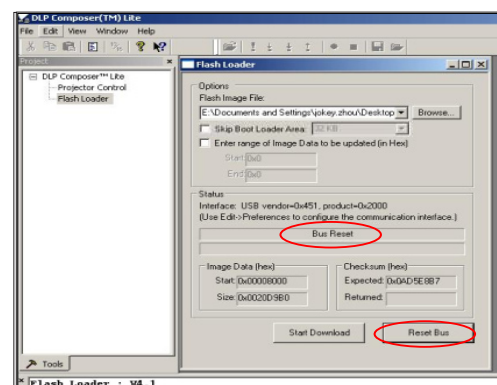 DLP Composer(TM) Lite
File Edit View Window Help
Project
DLP Composer™ Lite
Projector Control
Flash Loader
Tools
Flash Loader
Options
Flash Image File:
E:\Documents and Settings\jokey.zhou\Desktop Browse...
Skip Boot Loader Area: 32 KB
Enter range of Image Data to be updated (in Hex)
Start 0x0
End 0x0
Status
Interface: USB vendor=0x451, product=0x2000
(Use Edit->Preferences to configure the communication interface.)
Bus Reset
Image Data (hex)
Start: 0x00008000
Size: 0x0020D9B0
Checksum (hex)
Expected: 0x0AD5E8B7
Returned:
Start Download Reset Bus
Flash Loader : V4.1